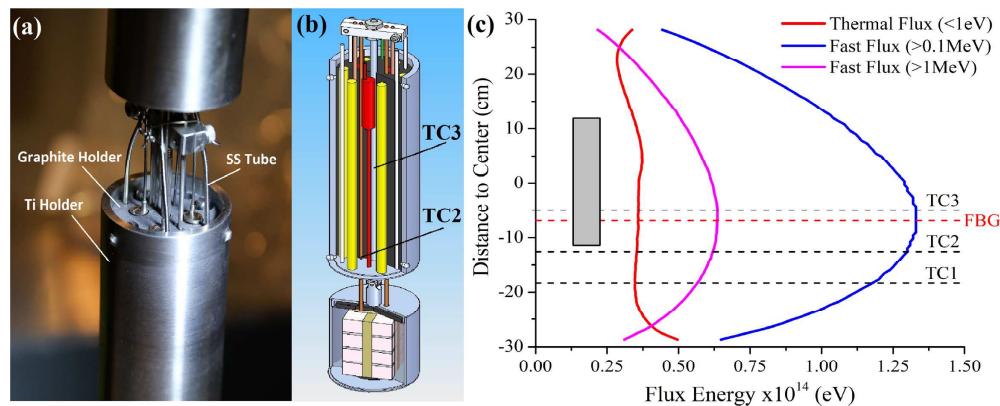 (a)
Graphite Holder
SS Tube
Ti Holder
(b)
TC3
TC2
(c)
Thermal Flux (<1eV)
Fast Flux (>0.1MeV)
Fast Flux (>1MeV)
Distance to Center (cm)
30
20
10
0
-10
-20
-30
TC3
FBG
TC2
TC1
0.00 0.25 0.50 0.75 1.00 1.25 1.50
Flux Energy x10¹⁴ (eV)